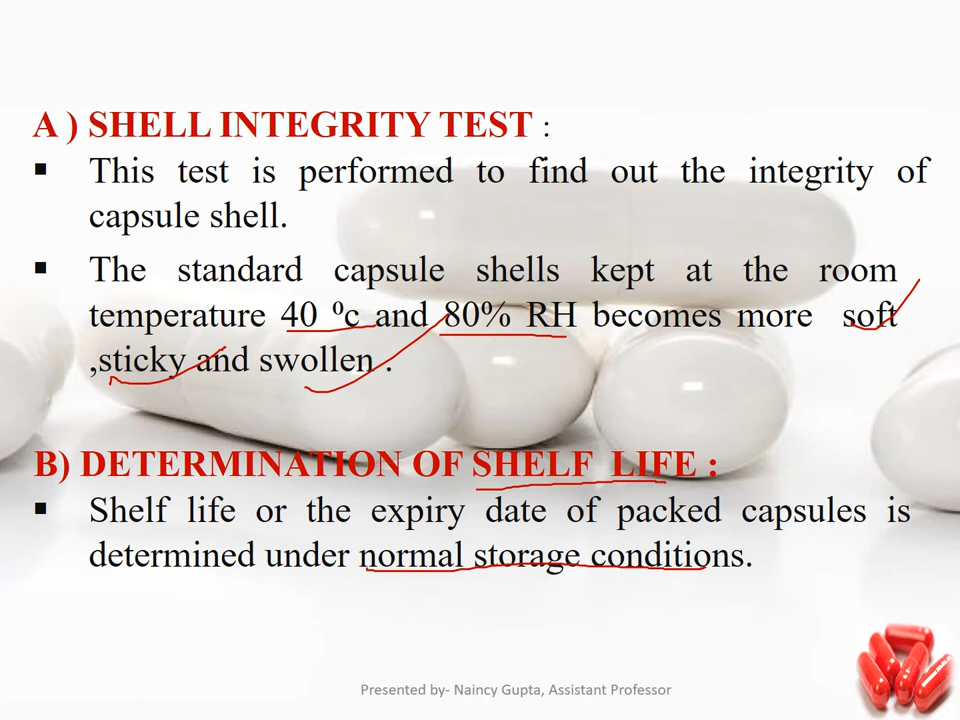 A ) SHELL INTEGRITY TEST :
▪ This test is performed to find out the integrity of
capsule shell.
▪ The standard capsule shells kept at the room
temperature 40 ⁰c and 80% RH becomes more soft
,sticky and swollen .
B) DETERMINATION OF SHELF LIFE :
▪ Shelf life or the expiry date of packed capsules is
determined under normal storage conditions.
Presented by- Naincy Gupta, Assistant Professor